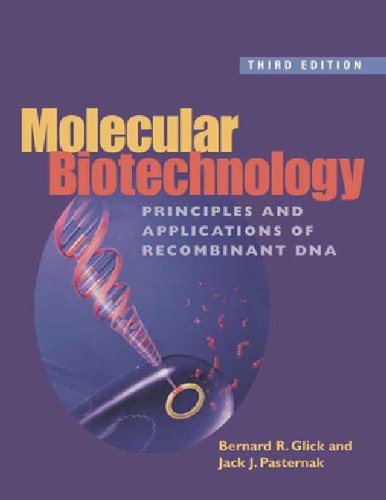 THIRD EDITION
Molecular
Biotechnology
PRINCIPLES AND
APPLICATIONS OF
RECOMBINANT DNA
Bernard R. Glick and
Jack J. Pasternak